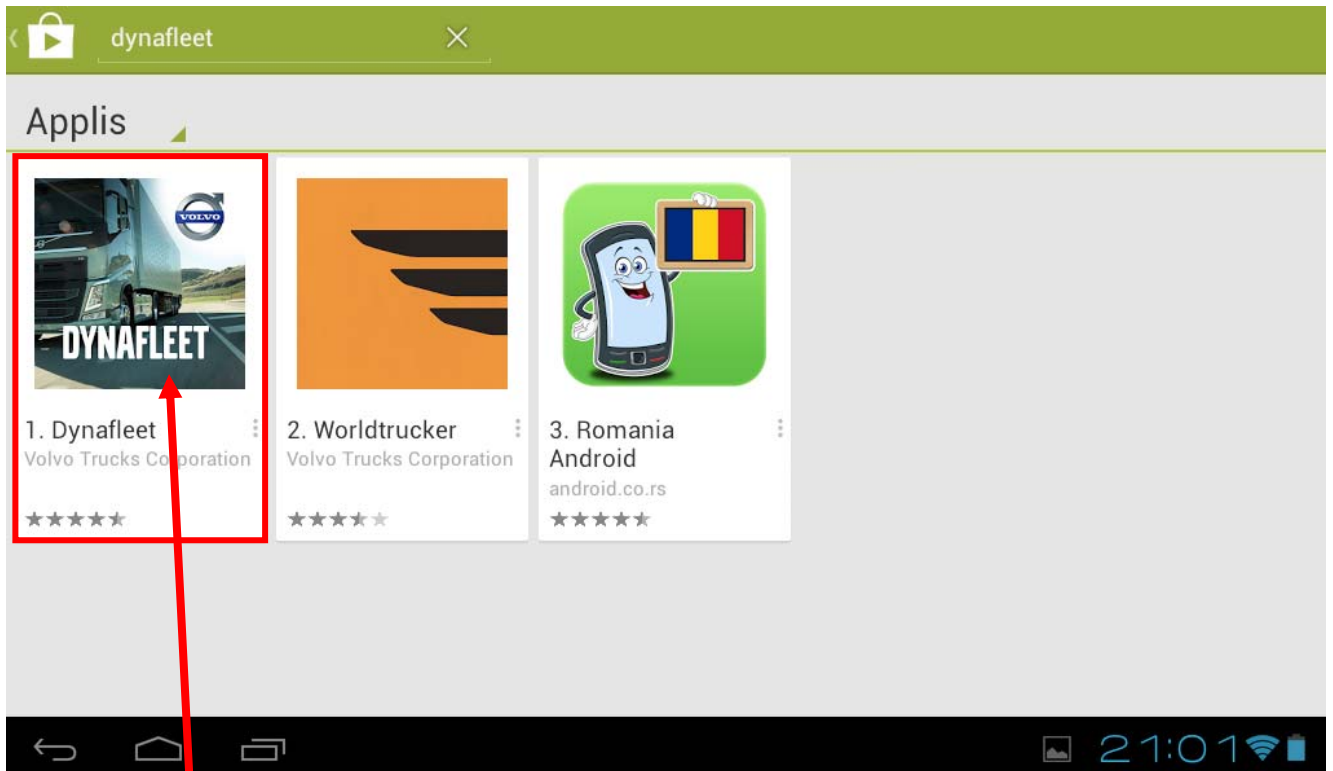 dynafleet
Applis
VOLVO
DYNAFLEET
1. Dynafleet
Volvo Trucks Corporation
2. Worldtrucker
Volvo Trucks Corporation
3. Romania
Android
android.co.rs
21:01